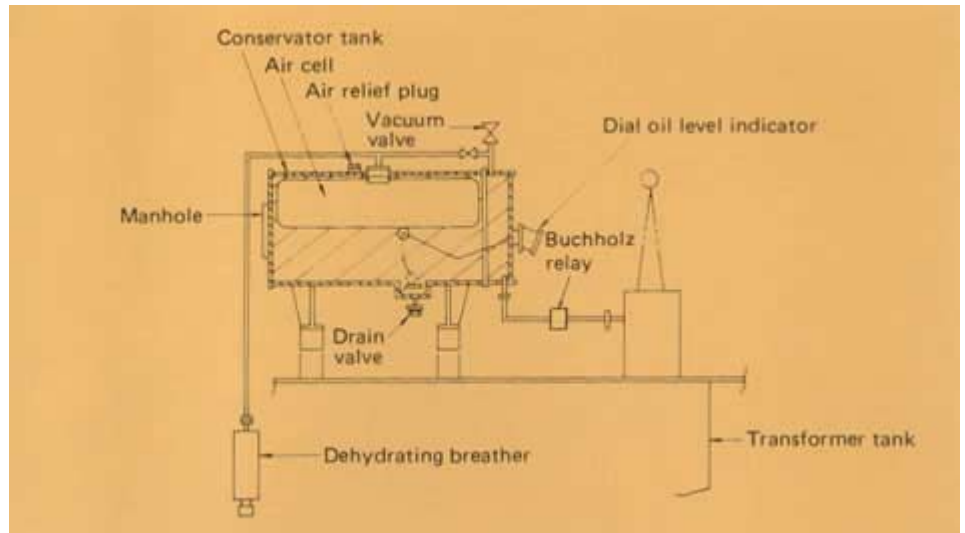 Conservator tank
Air cell
Air relief plug
Vacuum
valve
Dial oil level indicator
Manhole
Buchholz
relay
Drain
valve
Transformer tank
Dehydrating breather